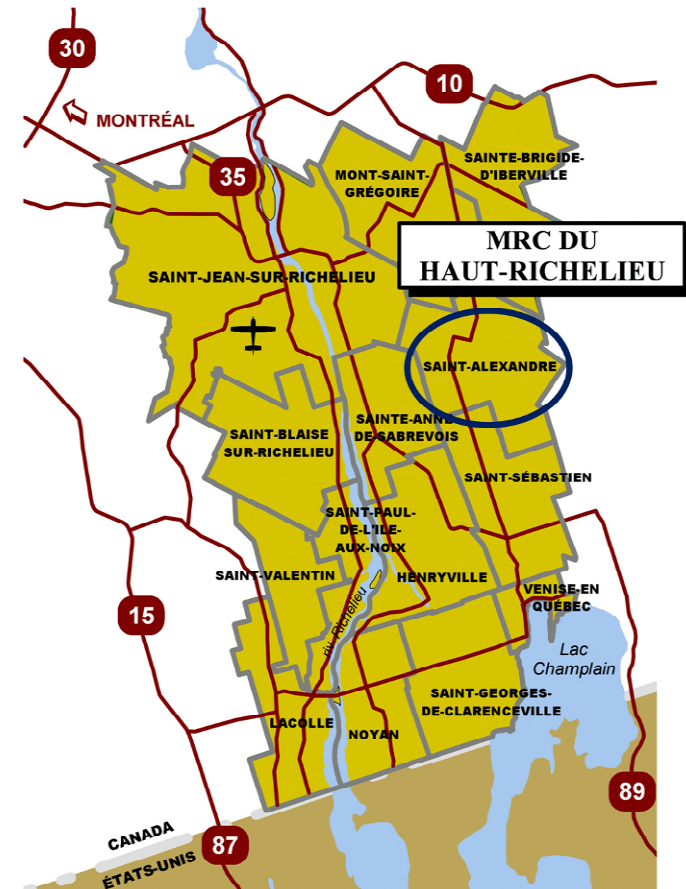 30
10
MONTRÉAL
SAINTE-BRIGIDE-
D'IBERVILLE
MONT-SAINT-
GRÉGOIRE
35
MRC DU
HAUT-RICHELIEU
SAINT-JEAN-SUR-RICHELIEU
SAINT-ALEXANDRE
SAINTE-ANNE
DE SABREVOIS
SAINT-BLAISE
SUR-RICHELIEU
SAINT-SÉBASTIEN
SAINT-PAUL-
DE-L'ILE-
AUX-NOIX
SAINT-VALENTIN
HENRYVILLE
VENISE-EN
QUÉBEC
15
riv. Richelieu
Lac
Champlain
SAINT-GEORGES-
DE-CLARENCEVILLE
LACOLLE
NOYAN
89
CANADA
87
ÉTATS-UNIS